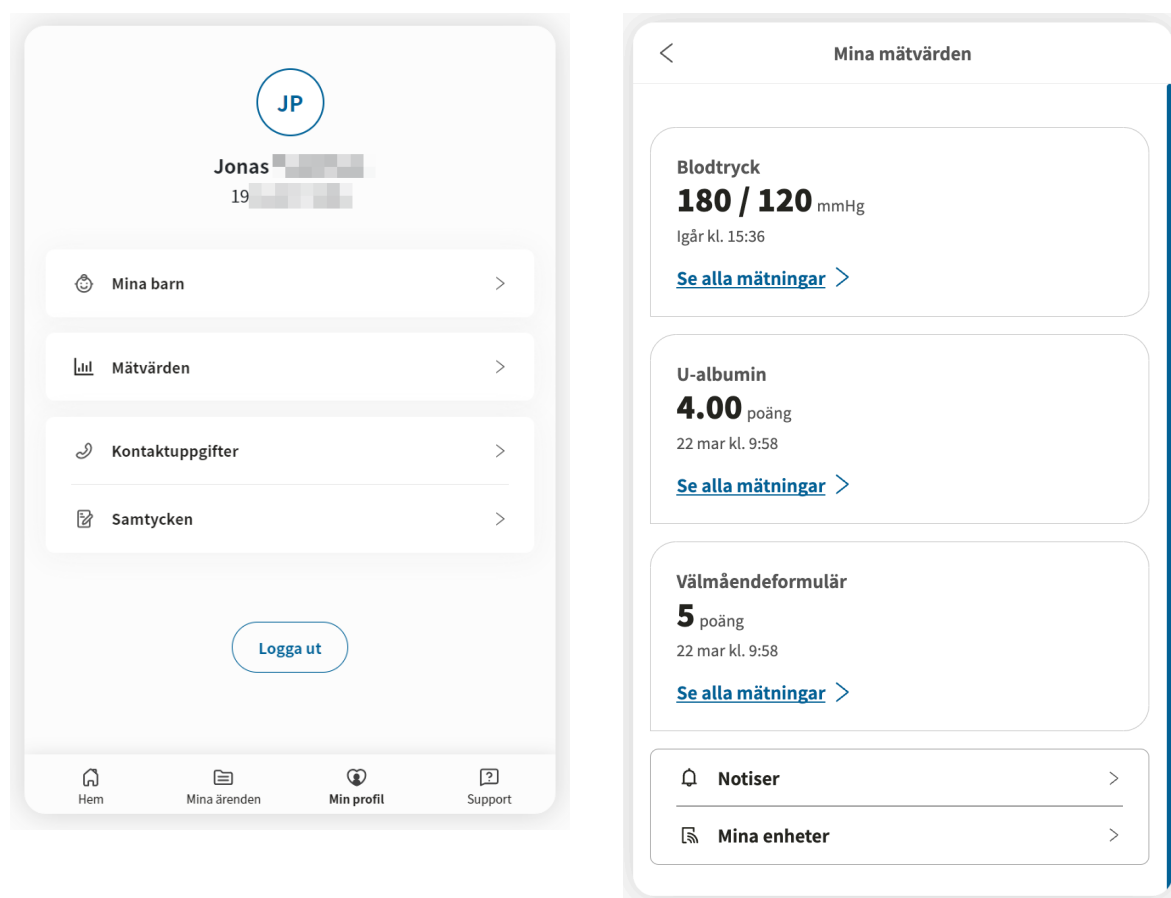 JP
Jonas
19
Mina barn
Mätvärden
Kontaktuppgifter
Samtycken
Logga ut
Hem
Mina ärenden
Min profil
Support
Mina mätvärden
Blodtryck
180 / 120 mmHg
Igår kl. 15:36
Se alla mätningar
U-albumin
4.00 poäng
22 mar kl. 9:58
Se alla mätningar
Välmåendeformulär
5 poäng
22 mar kl. 9:58
Se alla mätningar
Notiser
Mina enheter